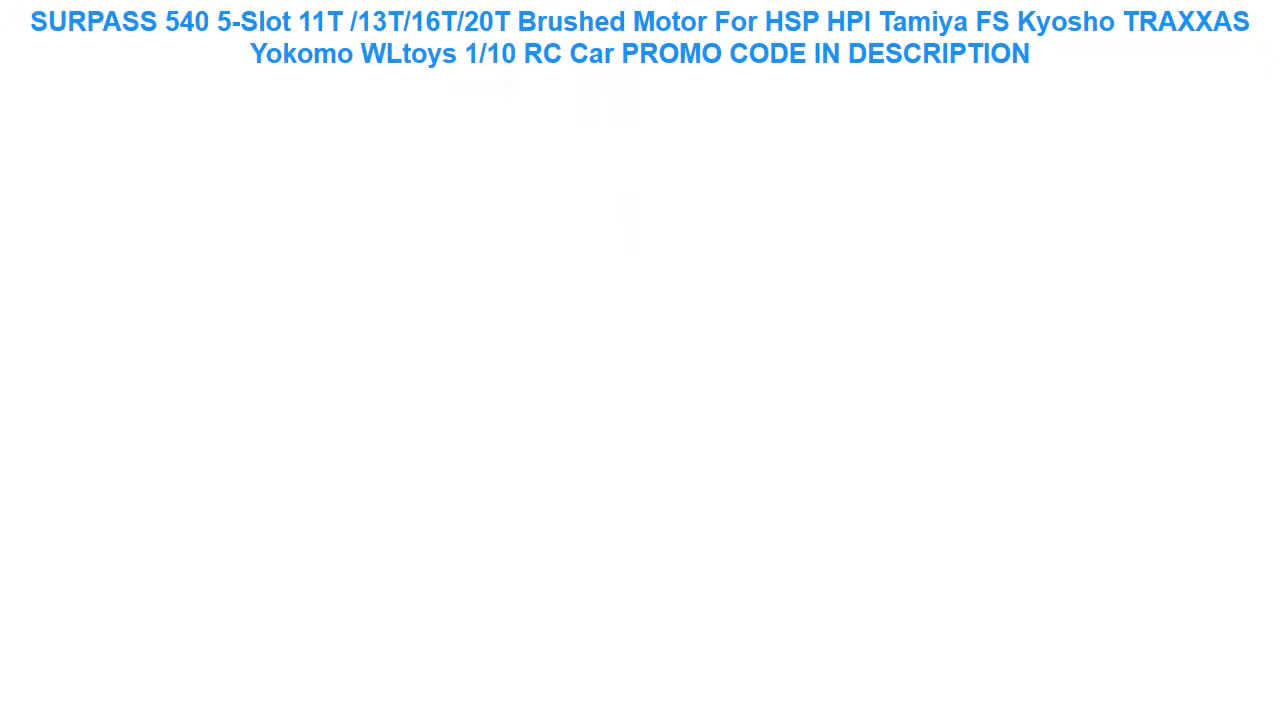 SURPASS 540 5-Slot 11T /13T/16T/20T Brushed Motor For HSP HPI Tamiya FS Kyosho TRAXXAS
Yokomo WLtoys 1/10 RC Car PROMO CODE IN DESCRIPTION